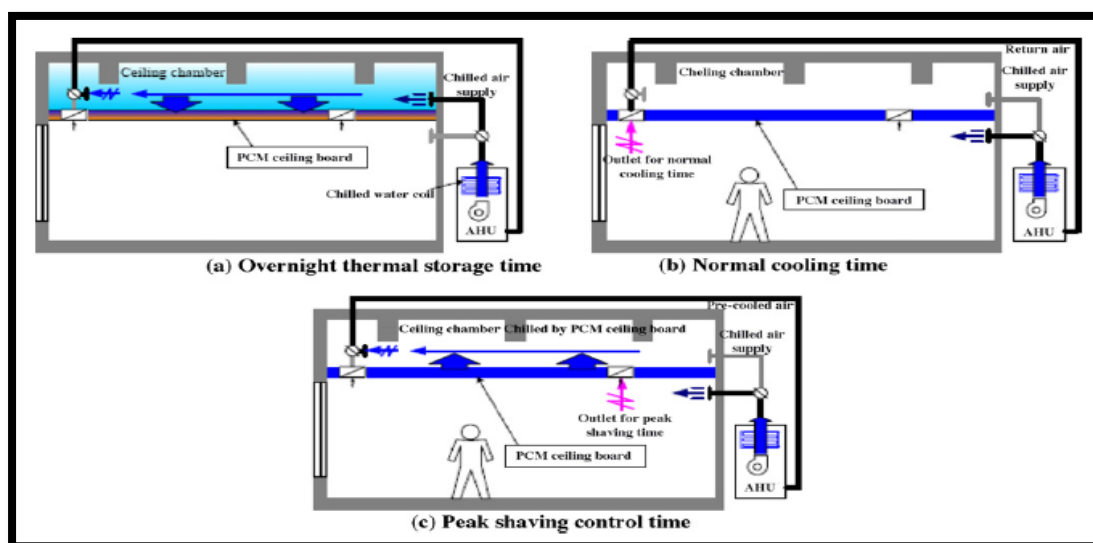 Ceiling chamber
Chilled air
supply
PCM ceiling board
Chilled water coil
AHU
(a) Overnight thermal storage time
Return air
Cheling chamber
Chilled air
supply
Outlet for normal
cooling time
PCM ceiling board
AHU
(b) Normal cooling time
Pre-cooled air
Ceiling chamber Chilled by PCM ceiling board
Chilled air
supply
Outlet for peak
shaving time
PCM ceiling board
AHU
(c) Peak shaving control time